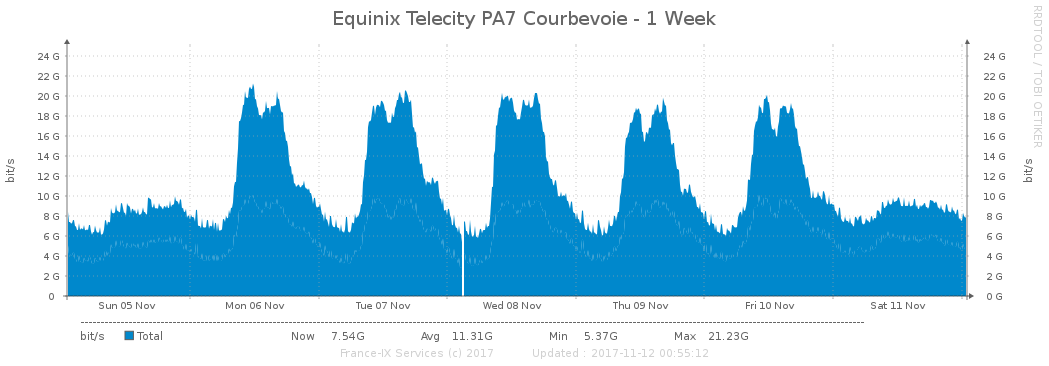 Equinix Telecity PA7 Courbevoie - 1 Week
RRDTOOL / TOBI OETIKER
24 G 24 G
22 G 22 G
20 G 20 G
18 G 18 G
16 G 16 G
14 G 14 G
12 G 12 G
10 G 10 G
8 G 8 G
6 G 6 G
4 G 4 G
2 G 2 G
0 0 G
bit/s bit/s
Sun 05 Nov Mon 06 Nov Tue 07 Nov Wed 08 Nov Thu 09 Nov Fri 10 Nov Sat 11 Nov
bit/s Total Now 7.54G Avg 11.31G Min 5.37G Max 21.23G
France-IX Services (c) 2017 Updated : 2017-11-12 00:55:12